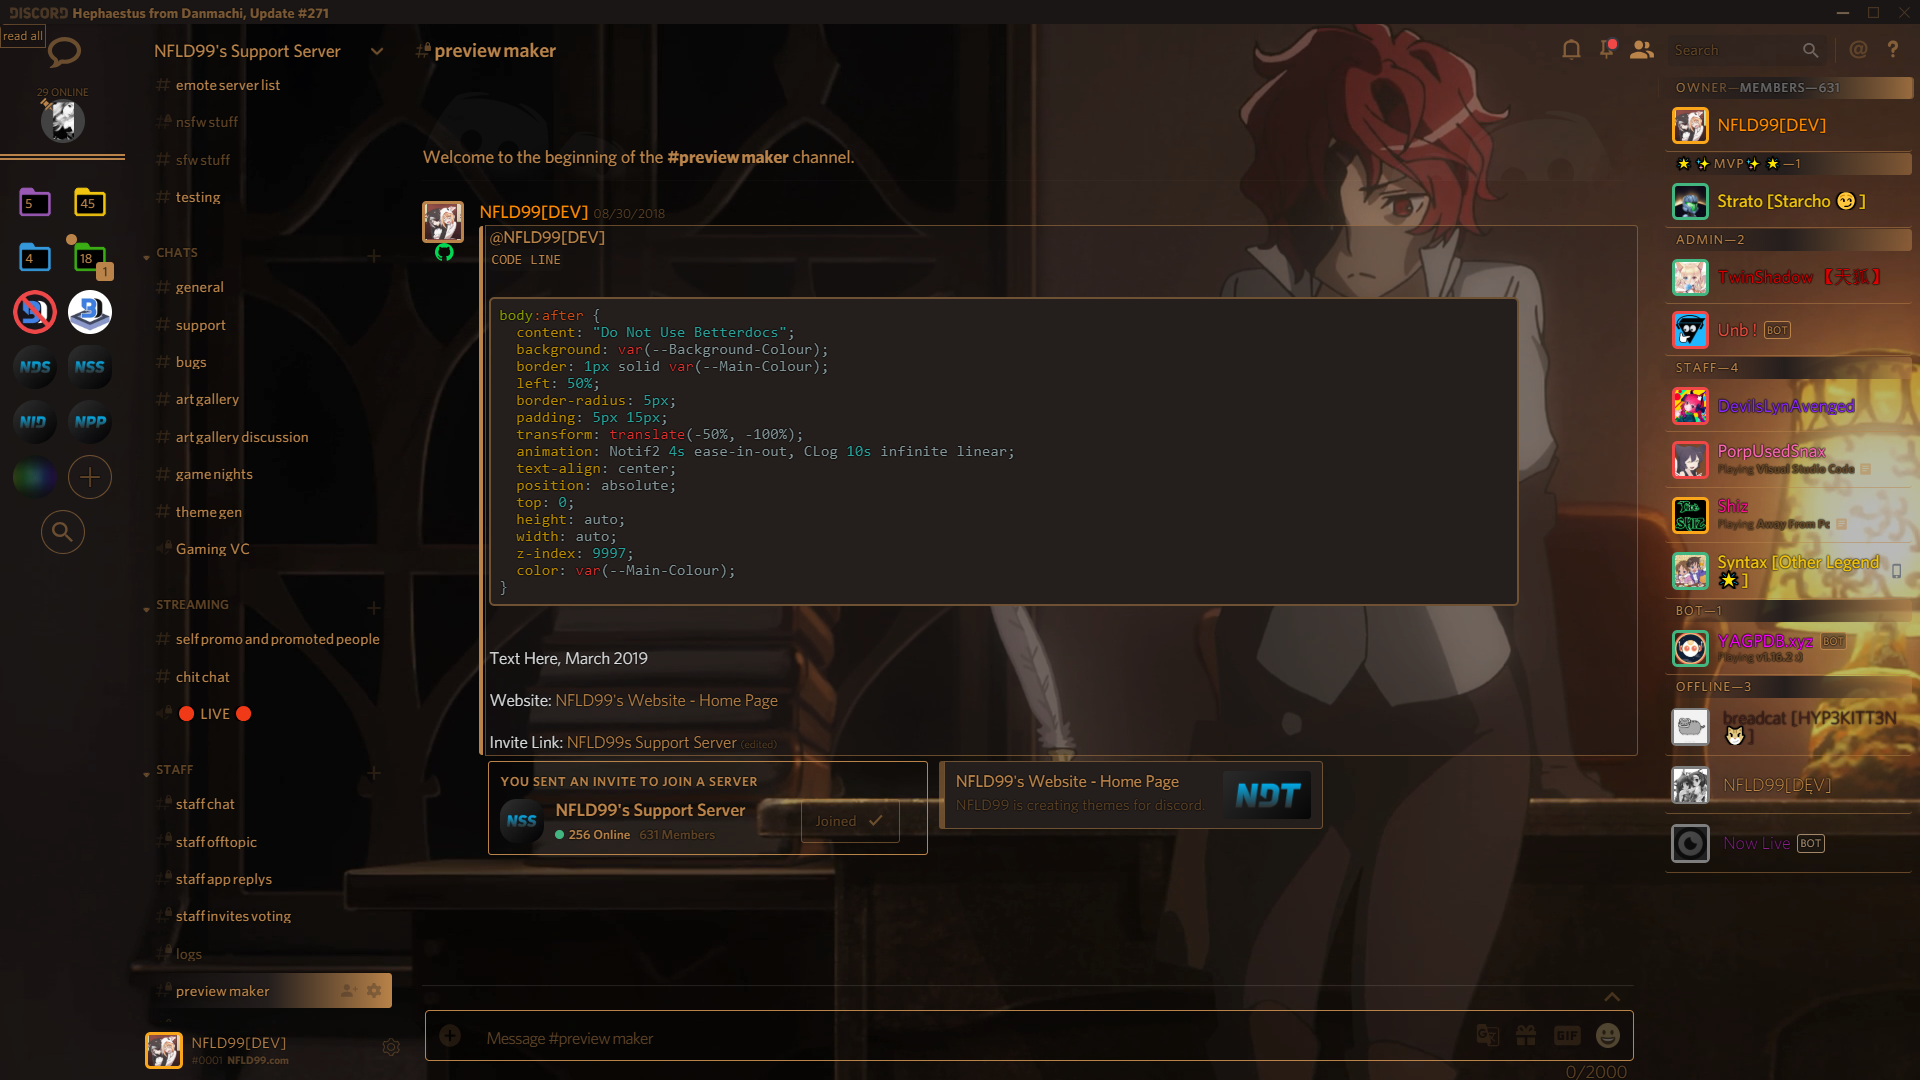 DISCORD Hephaestus from Danmachi, Update #271
read all
29 ONLINE
5
45
4
18
1
NDS
NSS
NID
NPP
NFLD99's Support Server
emote server list
nsfw stuff
sfw stuff
testing
CHATS
general
support
bugs
art gallery
art gallery discussion
game nights
theme gen
Gaming VC
STREAMING
self promo and promoted people
chit chat
🔴 LIVE 🔴
STAFF
staff chat
staff offtopic
staff app replys
staff invites voting
logs
preview maker
NFLD99[DEV]
#0001 NFLD99.com
# preview maker
Search
Welcome to the beginning of the #preview maker channel.
NFLD99[DEV] 08/30/2018
@NFLD99[DEV]
CODE LINE
body:after {
content: "Do Not Use Betterdocs";
background: var(--Background-Colour);
border: 1px solid var(--Main-Colour);
left: 50%;
border-radius: 5px;
padding: 5px 15px;
transform: translate(-50%, -100%);
animation: Notif2 4s ease-in-out, CLog 10s infinite linear;
text-align: center;
position: absolute;
top: 0;
height: auto;
width: auto;
z-index: 9997;
color: var(--Main-Colour);
}
Text Here, March 2019
Website: NFLD99's Website - Home Page
Invite Link: NFLD99s Support Server (edited)
YOU SENT AN INVITE TO JOIN A SERVER
NSS
NFLD99's Support Server
256 Online 631 Members
Joined
NFLD99's Website - Home Page
NFLD99 is creating themes for discord.
NDT
Message #preview maker
GIF
0/2000
OWNER—MEMBERS—631
NFLD99[DEV]
⭐✨MVP✨⭐—1
Strato [Starcho 😏]
ADMIN—2
TwinShadow 【天狐】
Unb ! BOT
STAFF—4
DevilsLynAvenged
PorpUsedSnax
Playing Visual Studio Code
The SHIZ
Shiz
Playing Away From Pc
Syntax [Other Legend 🌟]
BOT—1
YAGPDB.xyz BOT
Playing v1.16.2 :)
OFFLINE—3
breadcat [HYP3KITT3N 🐱]
NFLD99[DĘV]
Now Live BOT